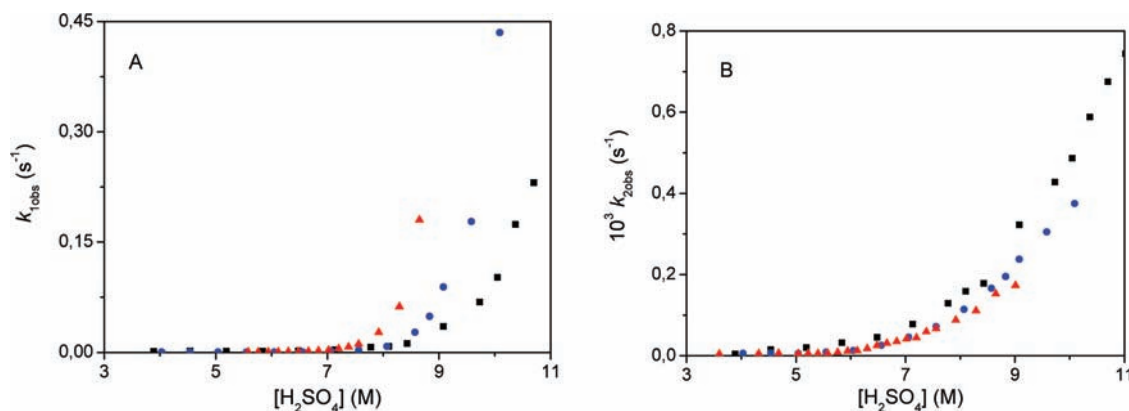 A
0,45
0,30
0,15
0,00
k1obs (s⁻¹)
3 5 7 9 11
[H₂SO₄] (M)
B
0,8
0,6
0,4
0,2
0,0
10³ k2obs (s⁻¹)
3 5 7 9 11
[H₂SO₄] (M)